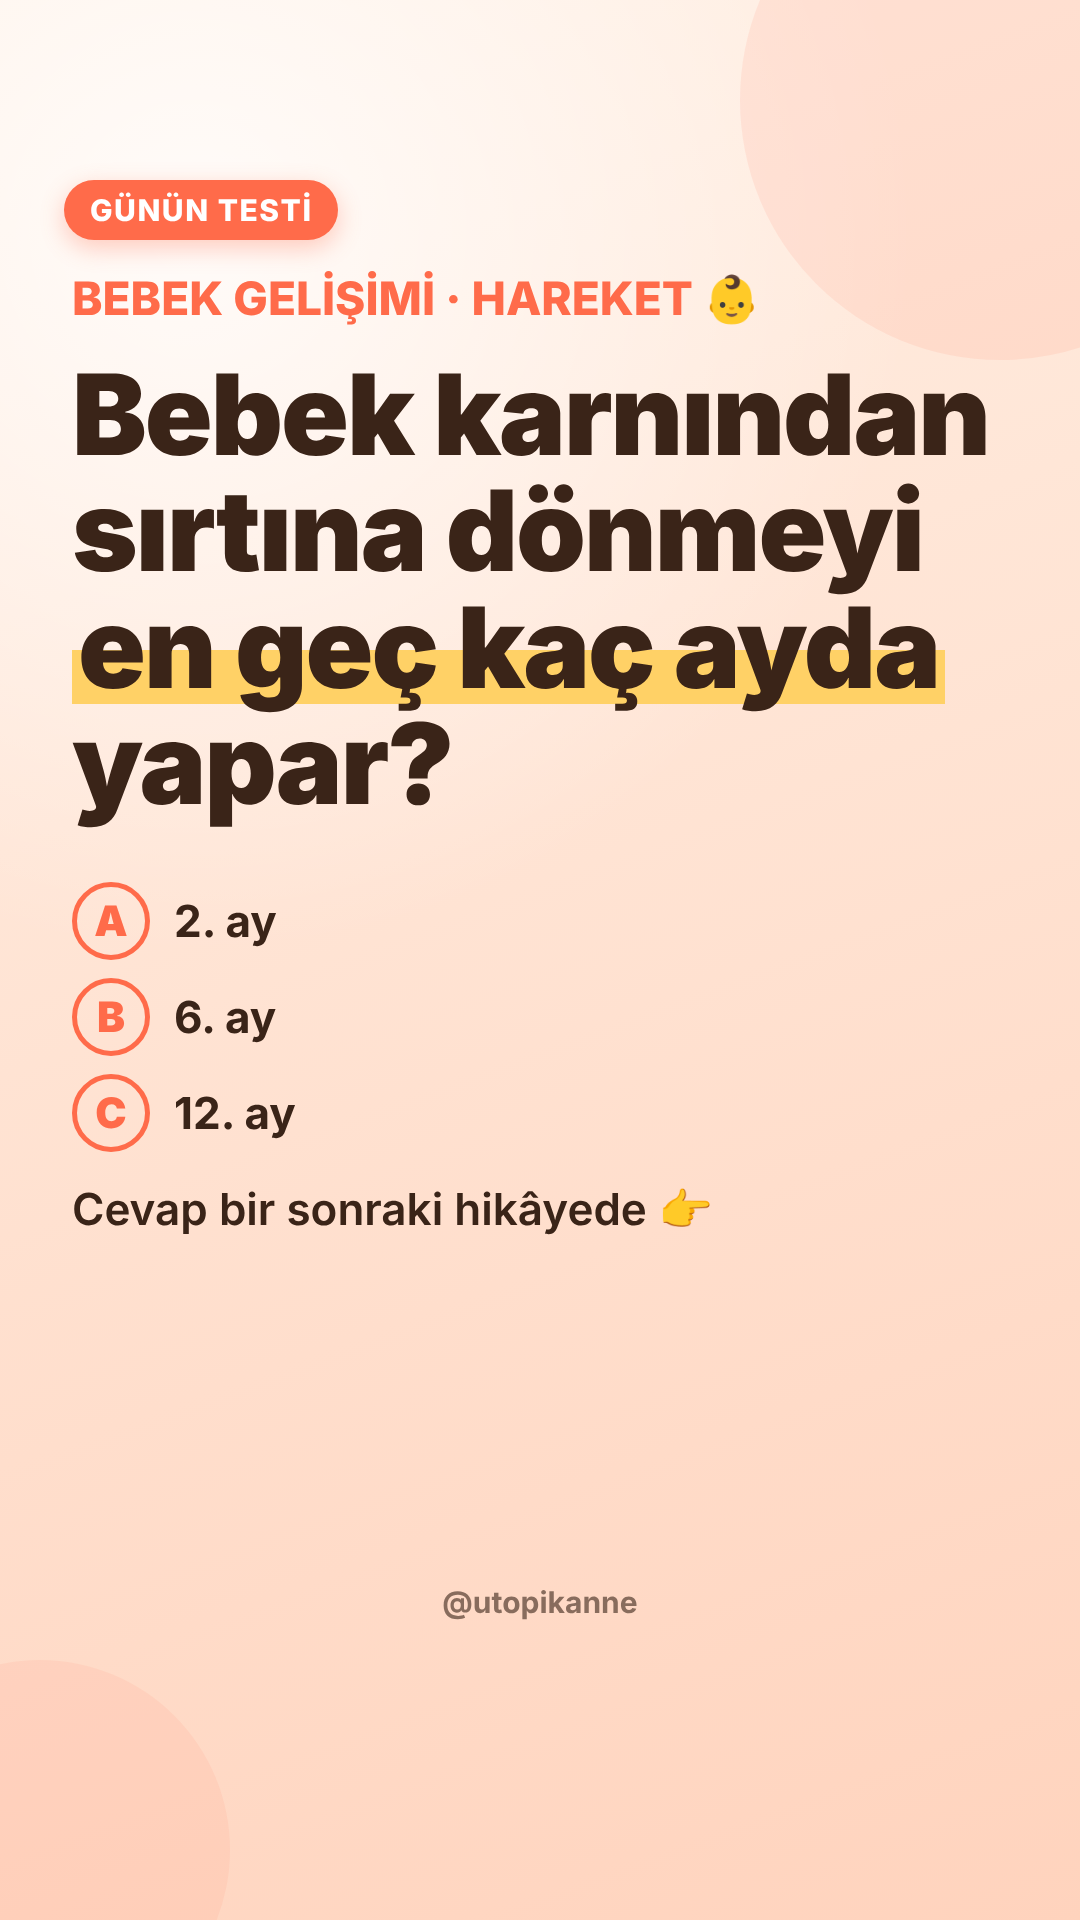 GÜNÜN TESTİ
BEBEK GELİŞİMİ · HAREKET 👶
Bebek karnından
sırtına dönmeyi
en geç kaç ayda
yapar?
A 2. ay
B 6. ay
C 12. ay
Cevap bir sonraki hikâyede 👉
@utopikanne